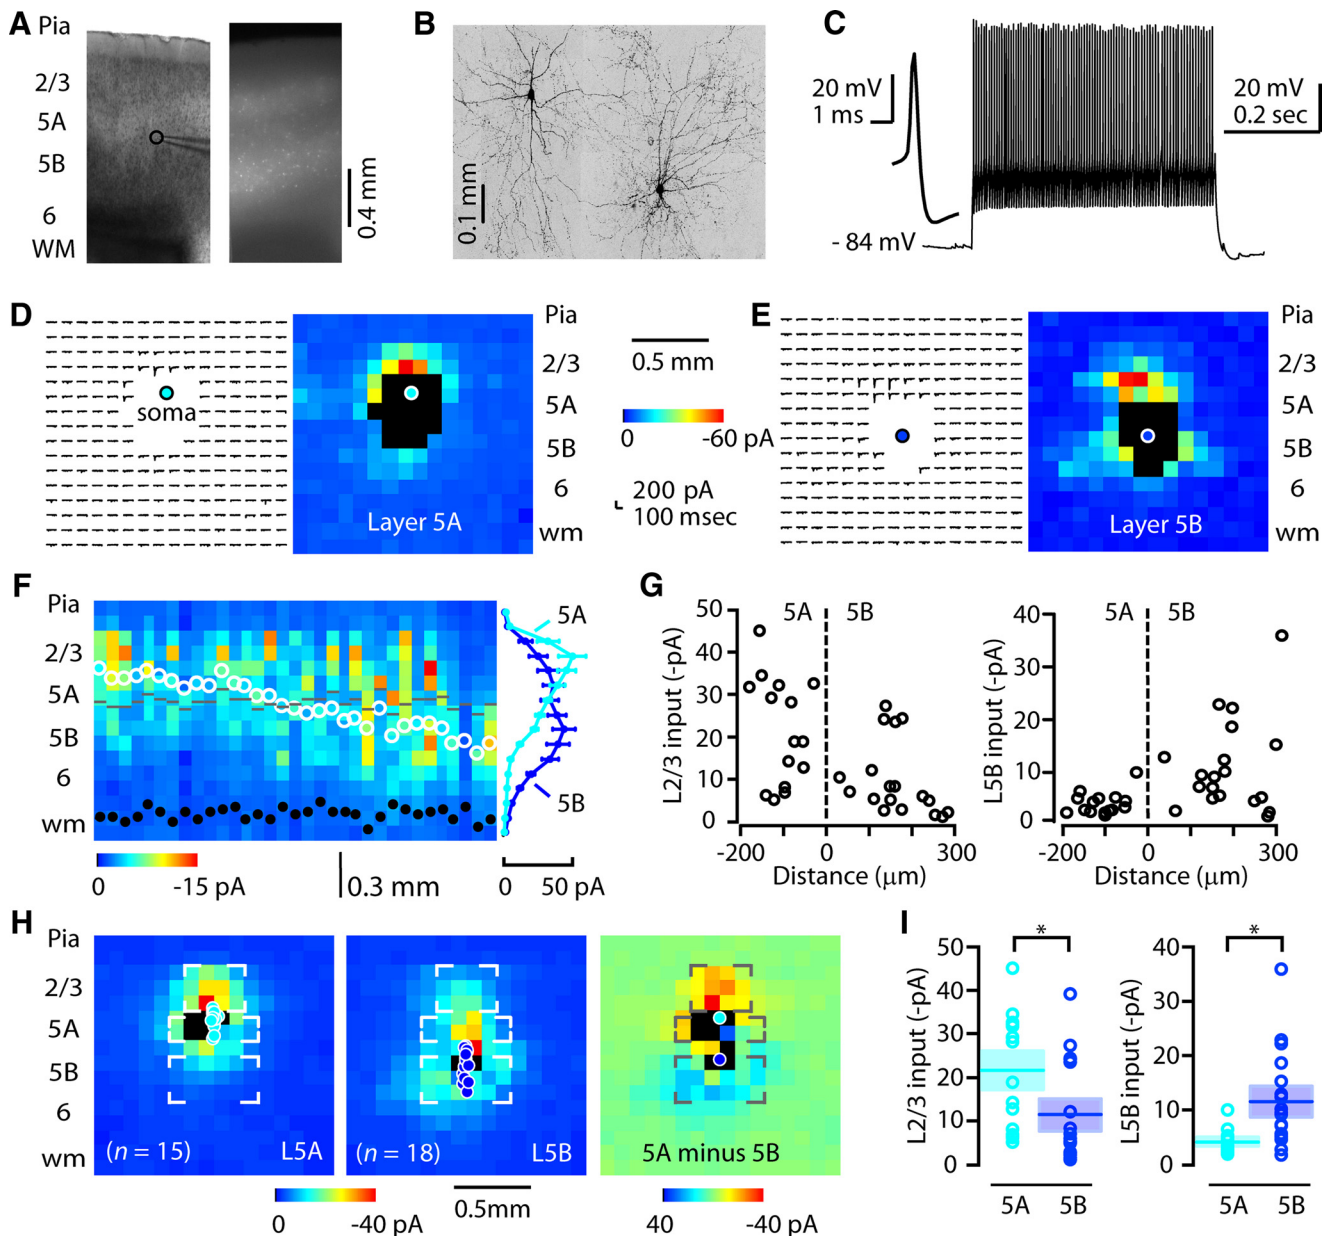 A
Pia
2/3
5A
5B
6
WM
0.4 mm
B
0.1 mm
C
20 mV
1 ms
20 mV
0.2 sec
- 84 mV
D
soma
Layer 5A
Pia
2/3
5A
5B
6
wm
0.5 mm
0 -60 pA
200 pA
100 msec
E
Layer 5B
Pia
2/3
5A
5B
6
wm
F
Pia
2/3
5A
5B
6
wm
0 -15 pA
0.3 mm
5A
5B
0 50 pA
G
L2/3 input (-pA)
50
40
30
20
10
0
5A 5B
-200 0 300
Distance (μm)
L5B input (-pA)
40
30
20
10
0
5A 5B
-200 0 300
Distance (μm)
H
Pia
2/3
5A
5B
6
wm
(n = 15) L5A
(n = 18) L5B
5A minus 5B
0 -40 pA
0.5mm
40 -40 pA
I
L2/3 input (-pA)
50
40
30
20
10
0
*
5A 5B
L5B input (-pA)
40
30
20
10
0
*
5A 5B